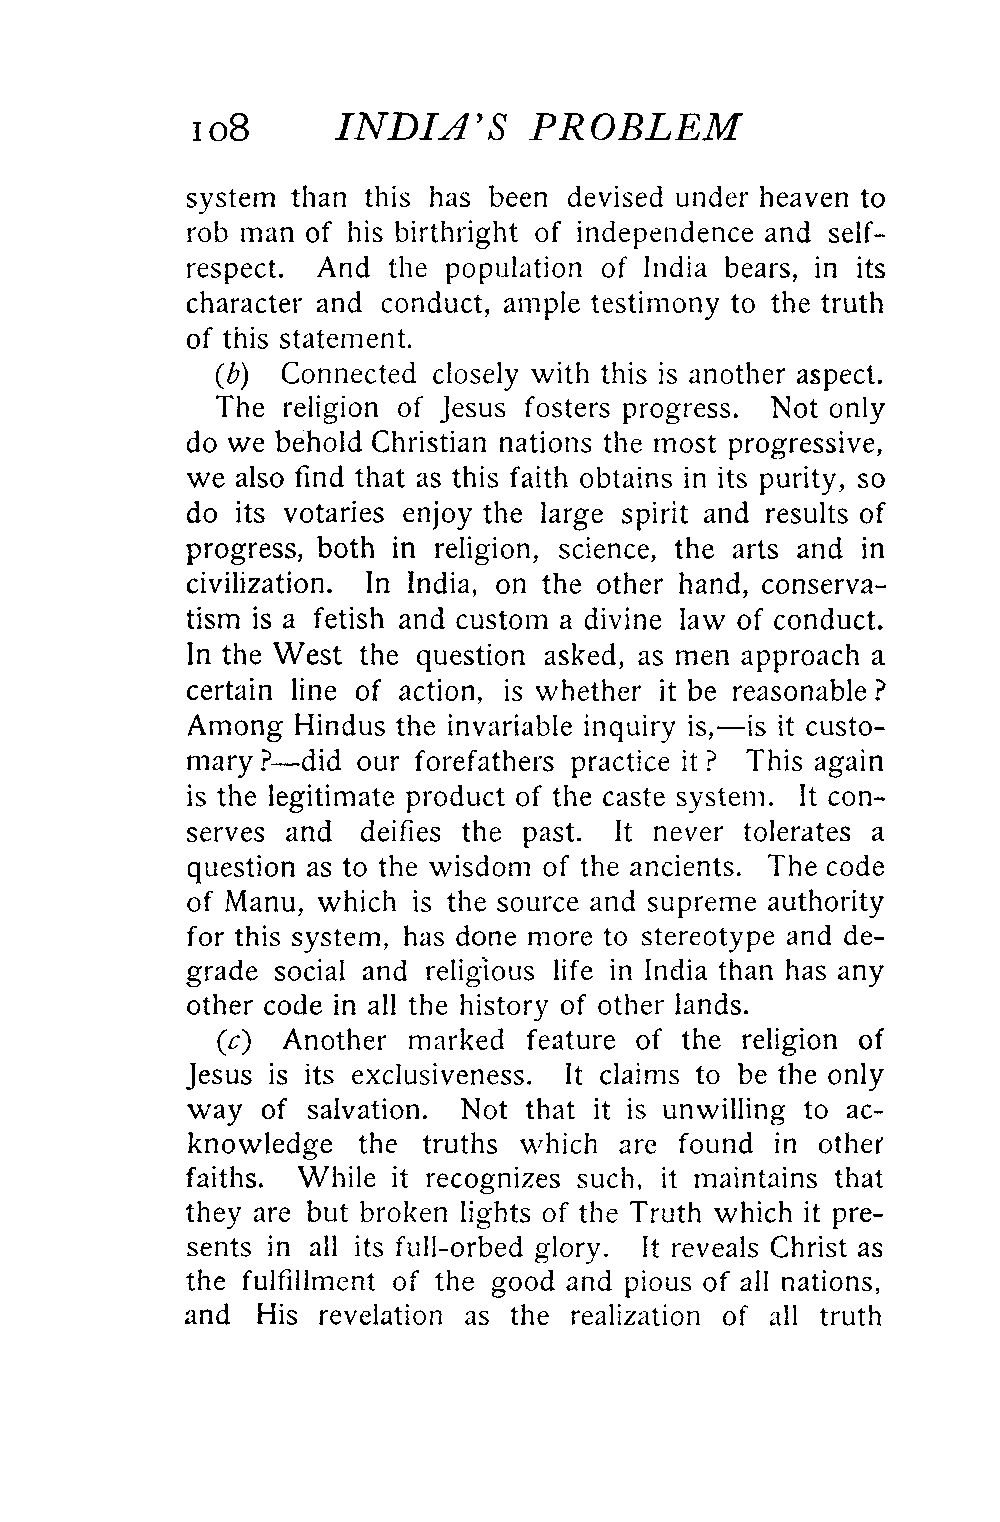 108 INDIA'S PROBLEM
system than this has been devised under heaven to
rob man of his birthright of independence and self-
respect. And the population of India bears, in its
character and conduct, ample testimony to the truth
of this statement.
(b) Connected closely with this is another aspect.
The religion of Jesus fosters progress. Not only
do we behold Christian nations the most progressive,
we also find that as this faith obtains in its purity, so
do its votaries enjoy the large spirit and results of
progress, both in religion, science, the arts and in
civilization. In India, on the other hand, conserva-
tism is a fetish and custom a divine law of conduct.
In the West the question asked, as men approach a
certain line of action, is whether it be reasonable?
Among Hindus the invariable inquiry is,—is it custo-
mary?—did our forefathers practice it? This again
is the legitimate product of the caste system. It con-
serves and deifies the past. It never tolerates a
question as to the wisdom of the ancients. The code
of Manu, which is the source and supreme authority
for this system, has done more to stereotype and de-
grade social and religious life in India than has any
other code in all the history of other lands.
(c) Another marked feature of the religion of
Jesus is its exclusiveness. It claims to be the only
way of salvation. Not that it is unwilling to ac-
knowledge the truths which are found in other
faiths. While it recognizes such, it maintains that
they are but broken lights of the Truth which it pre-
sents in all its full-orbed glory. It reveals Christ as
the fulfillment of the good and pious of all nations,
and His revelation as the realization of all truth